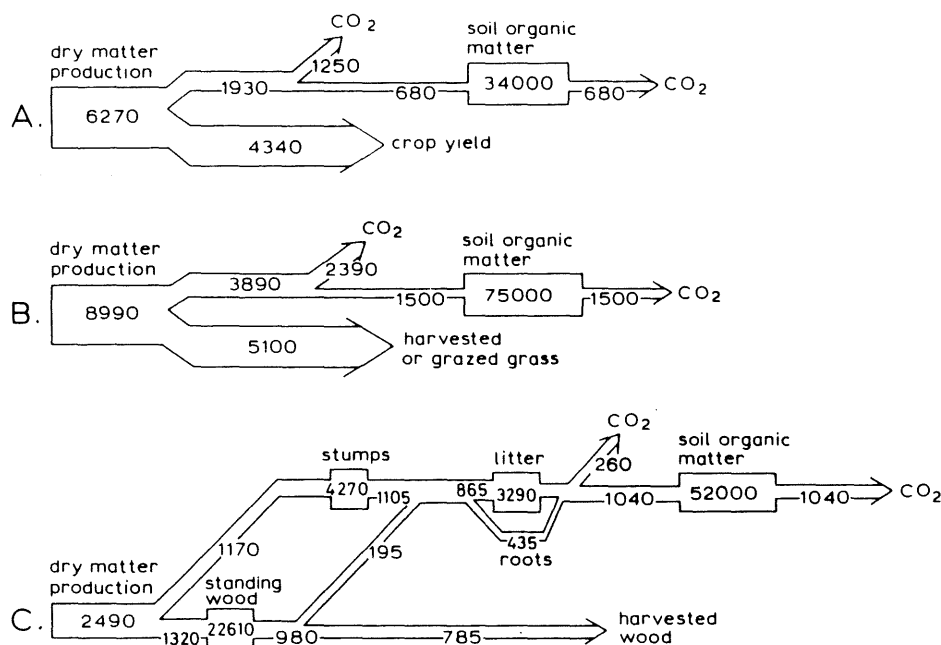 CO2
dry matter
production
1250
soil organic
matter
1930
34000
680
680
CO2
A.
6270
4340
crop yield
CO2
dry matter
production
2390
soil organic
matter
3890
75000
1500
1500
CO2
B.
8990
5100
harvested
or grazed grass
CO2
stumps
litter
260
soil organic
matter
4270
1105
865
3290
1040
52000
1040
CO2
435
roots
1170
195
dry matter
production
standing
wood
C.
2490
1320
22610
980
785
harvested
wood